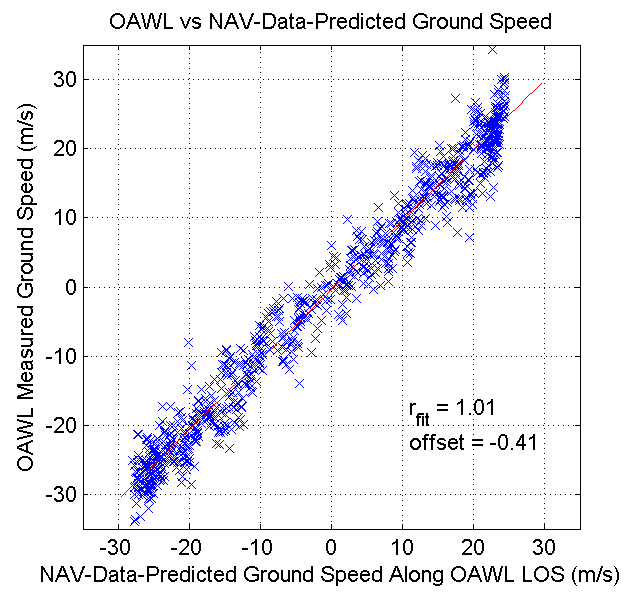 OAWL vs NAV-Data-Predicted Ground Speed
OAWL Measured Ground Speed (m/s)
30
20
10
0
-10
-20
-30
r_fit = 1.01
offset = -0.41
-30 -20 -10 0 10 20 30
NAV-Data-Predicted Ground Speed Along OAWL LOS (m/s)